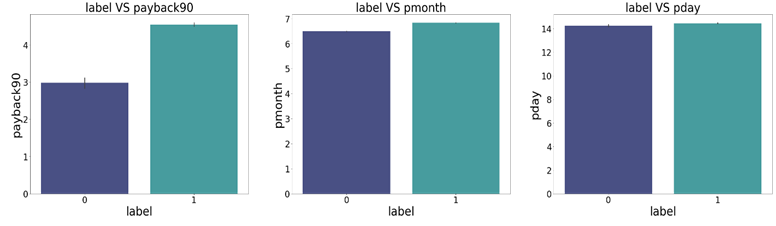 label VS payback90
payback90
4
3
2
1
0
0 1
label
label VS pmonth
pmonth
7
6
5
4
3
2
1
0
0 1
label
label VS pday
pday
14
12
10
8
6
4
2
0
0 1
label